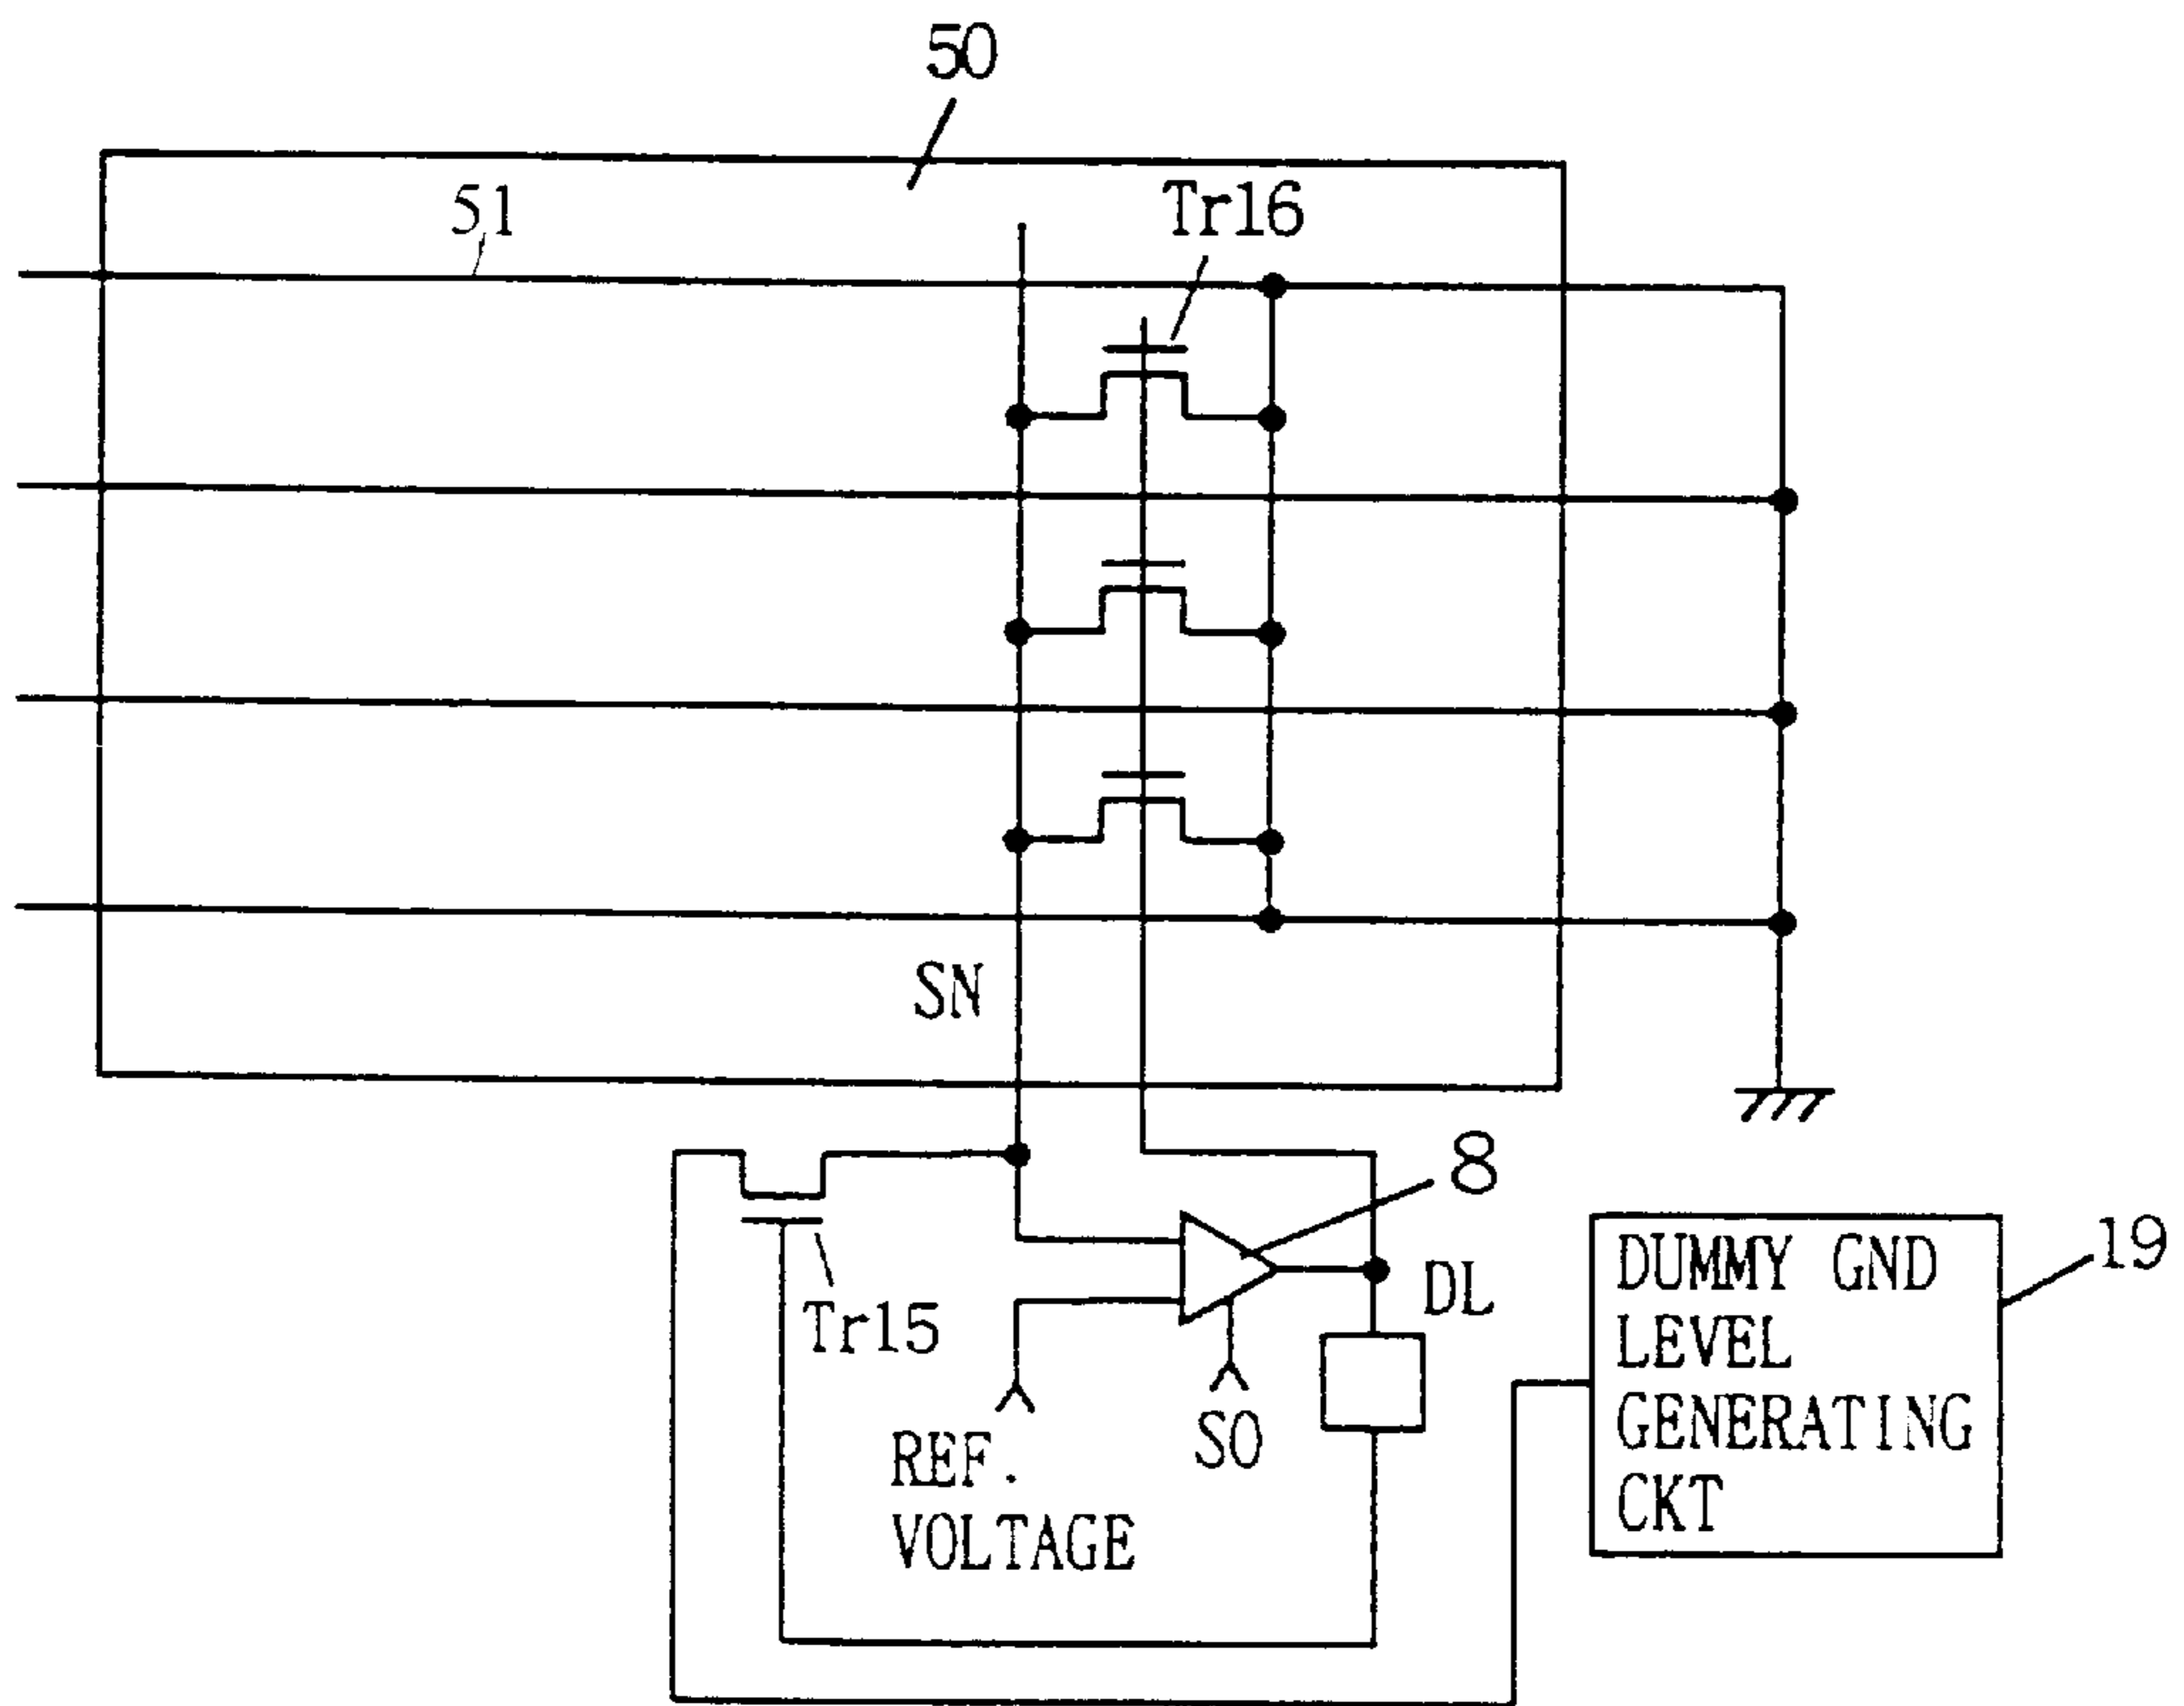 50
51
Tr16
SN
8
DUMMY GND
LEVEL
GENERATING
CKT
19
DL
Tr15
SO
REF.
VOLTAGE